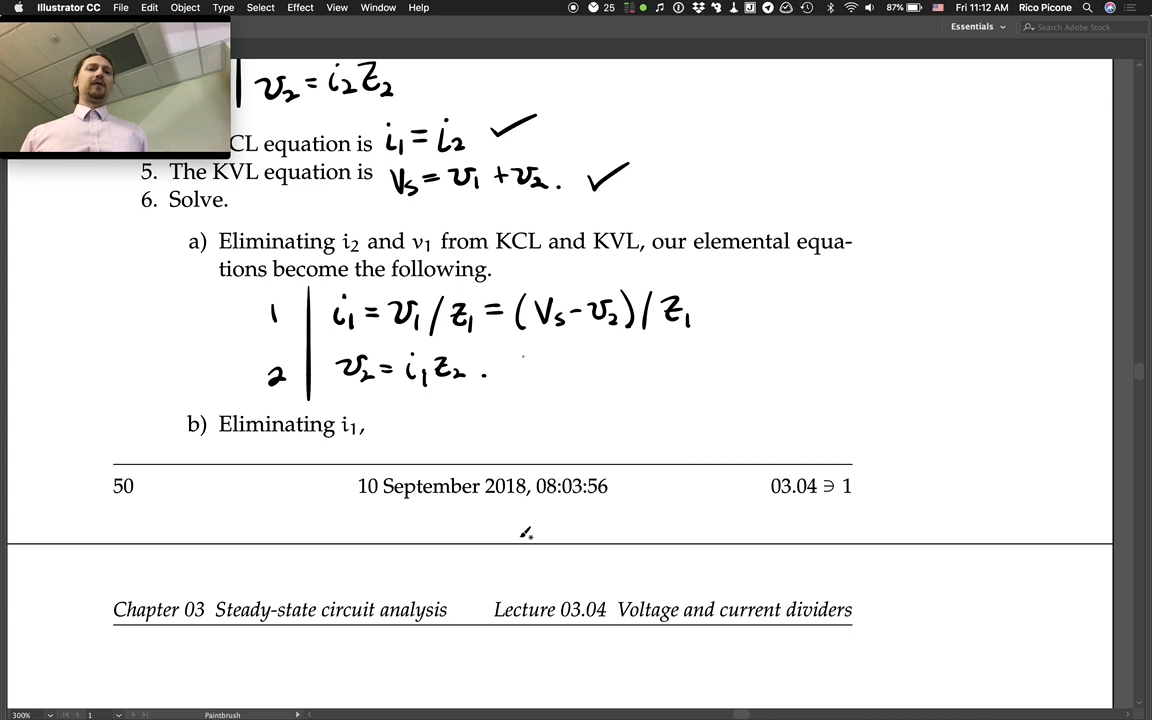 Illustrator CC File Edit Object Type Select Effect View Window Help 25 87% Fri 11:12 AM Rico Picone
Essentials Search Adobe Stock
v₂ = i₂Z₂
CL equation is i₁ = i₂ ✓
5. The KVL equation is Vs = v₁ + v₂. ✓
6. Solve.
a) Eliminating i₂ and v₁ from KCL and KVL, our elemental equa-
tions become the following.
1 | i₁ = v₁/Z₁ = (Vs - v₂)/Z₁
2 | v₂ = i₁Z₂.
b) Eliminating i₁,
50 10 September 2018, 08:03:56 03.04 ∋ 1
Chapter 03 Steady-state circuit analysis Lecture 03.04 Voltage and current dividers
300% 1 Paintbrush